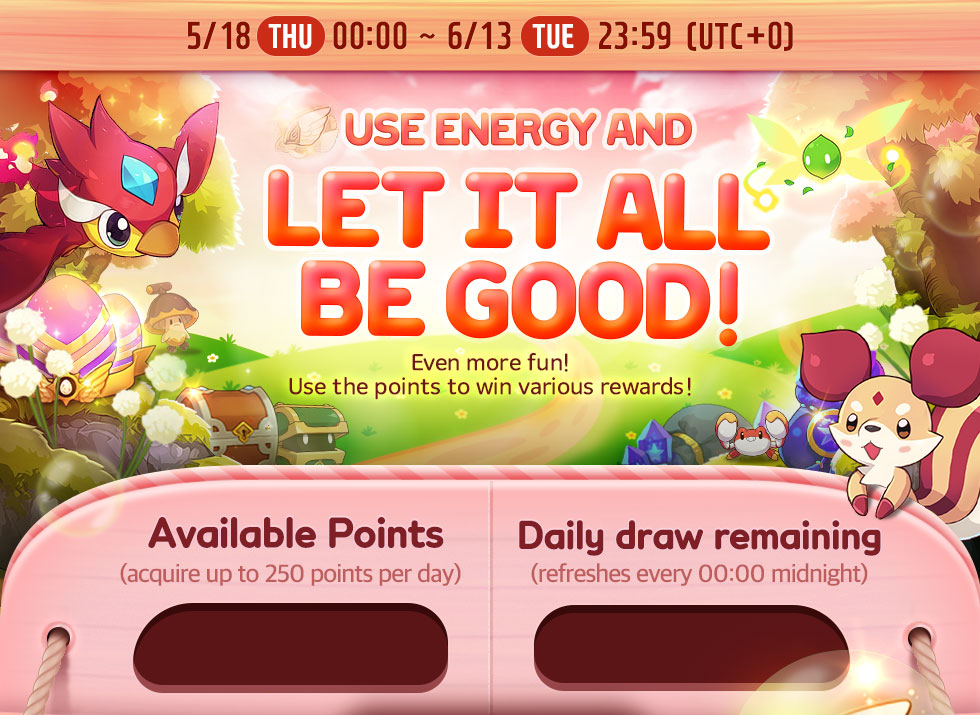 5/18 THU 00:00 ~ 6/13 TUE 23:59 (UTC+0)
USE ENERGY AND
LET IT ALL
BE GOOD!
Even more fun!
Use the points to win various rewards!
Available Points
(acquire up to 250 points per day)
Daily draw remaining
(refreshes every 00:00 midnight)